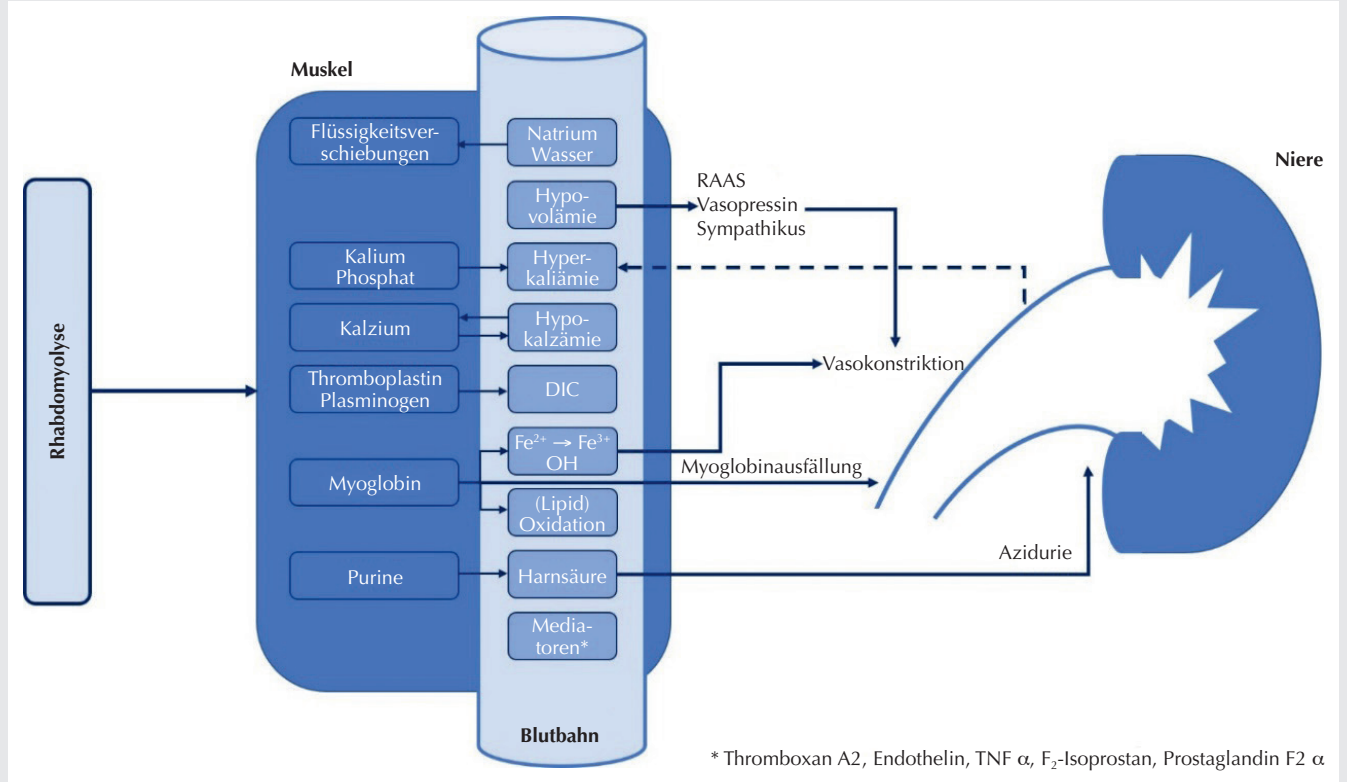 Muskel
Rhabdomyolyse
Flüssigkeitsver-
schiebungen
Natrium
Wasser
Hypo-
volämie
RAAS
Vasopressin
Sympathikus
Niere
Kalium
Phosphat
Hyper-
kaliämie
Kalzium
Hypo-
kalzämie
Vasokonstriktion
Thromboplastin
Plasminogen
DIC
Fe²⁺ → Fe³⁺
OH
Myoglobin
Myoglobinausfällung
(Lipid)
Oxidation
Purine
Harnsäure
Azidurie
Media-
toren*
Blutbahn
* Thromboxan A2, Endothelin, TNF α, F₂-Isoprostan, Prostaglandin F2 α